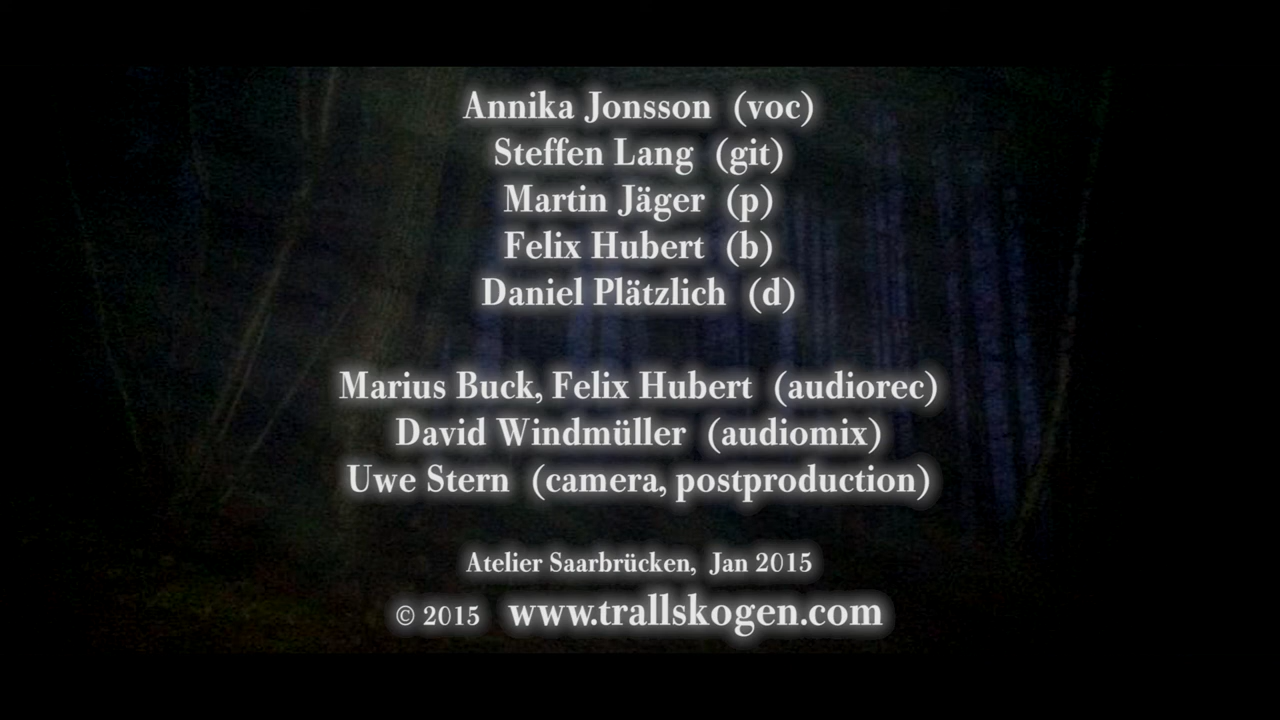 Annika Jonsson (voc)
Steffen Lang (git)
Martin Jäger (p)
Felix Hubert (b)
Daniel Plätzlich (d)
Marius Buck, Felix Hubert (audiorec)
David Windmüller (audiomix)
Uwe Stern (camera, postproduction)
Atelier Saarbrücken, Jan 2015
© 2015 www.trallskogen.com